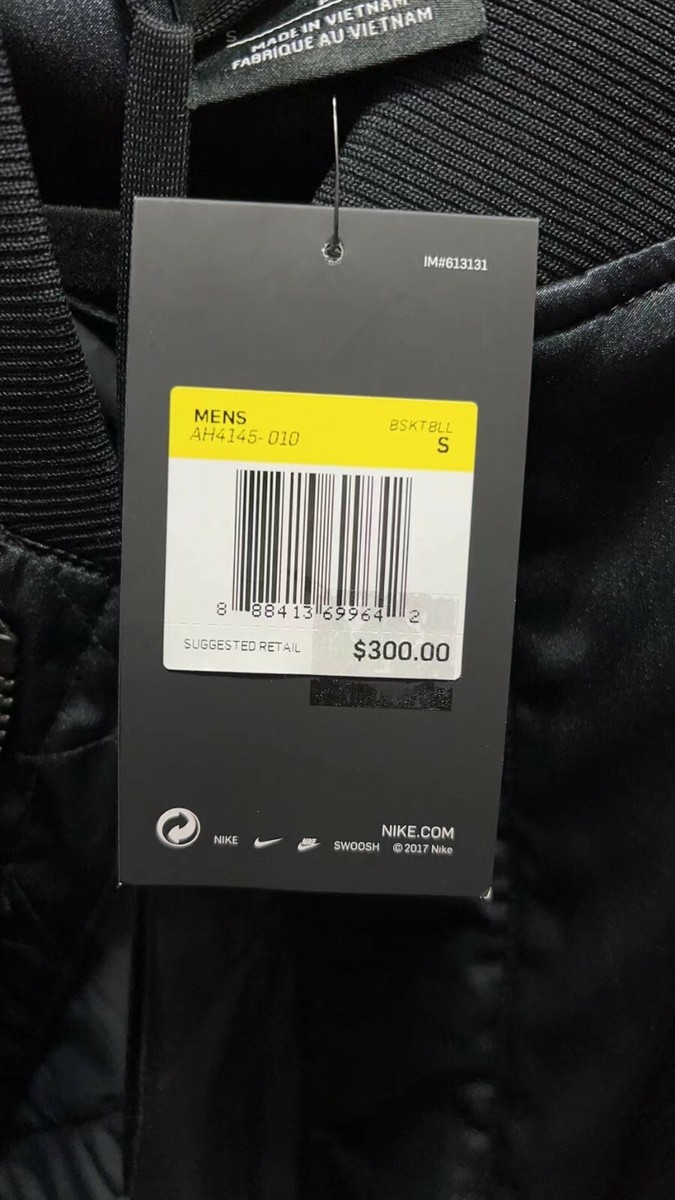 S
MADE IN VIETNAM
FABRIQUE AU VIETNAM
IM#613131
MENS
AH4145-010
BSKTBLL
S
8 88413 69964 2
SUGGESTED RETAIL $300.00
NIKE.COM
NIKE SWOOSH © 2017 Nike